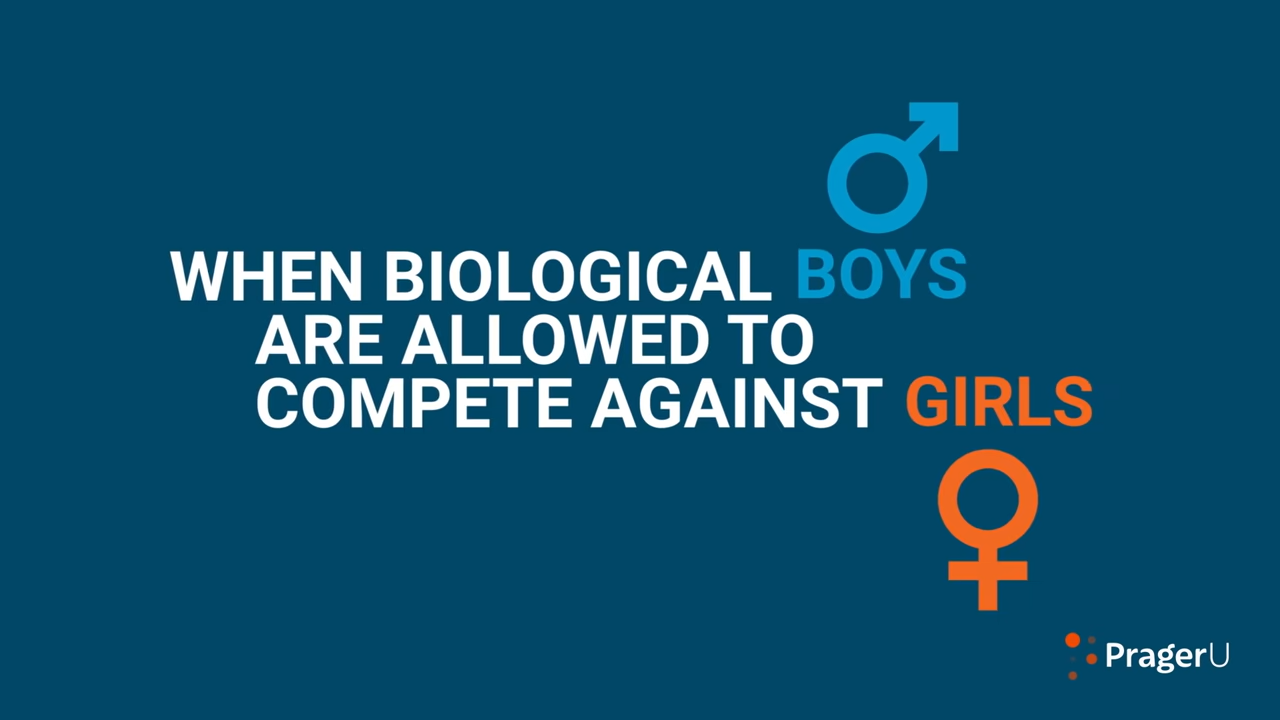 WHEN BIOLOGICAL BOYS
ARE ALLOWED TO
COMPETE AGAINST GIRLS
PragerU